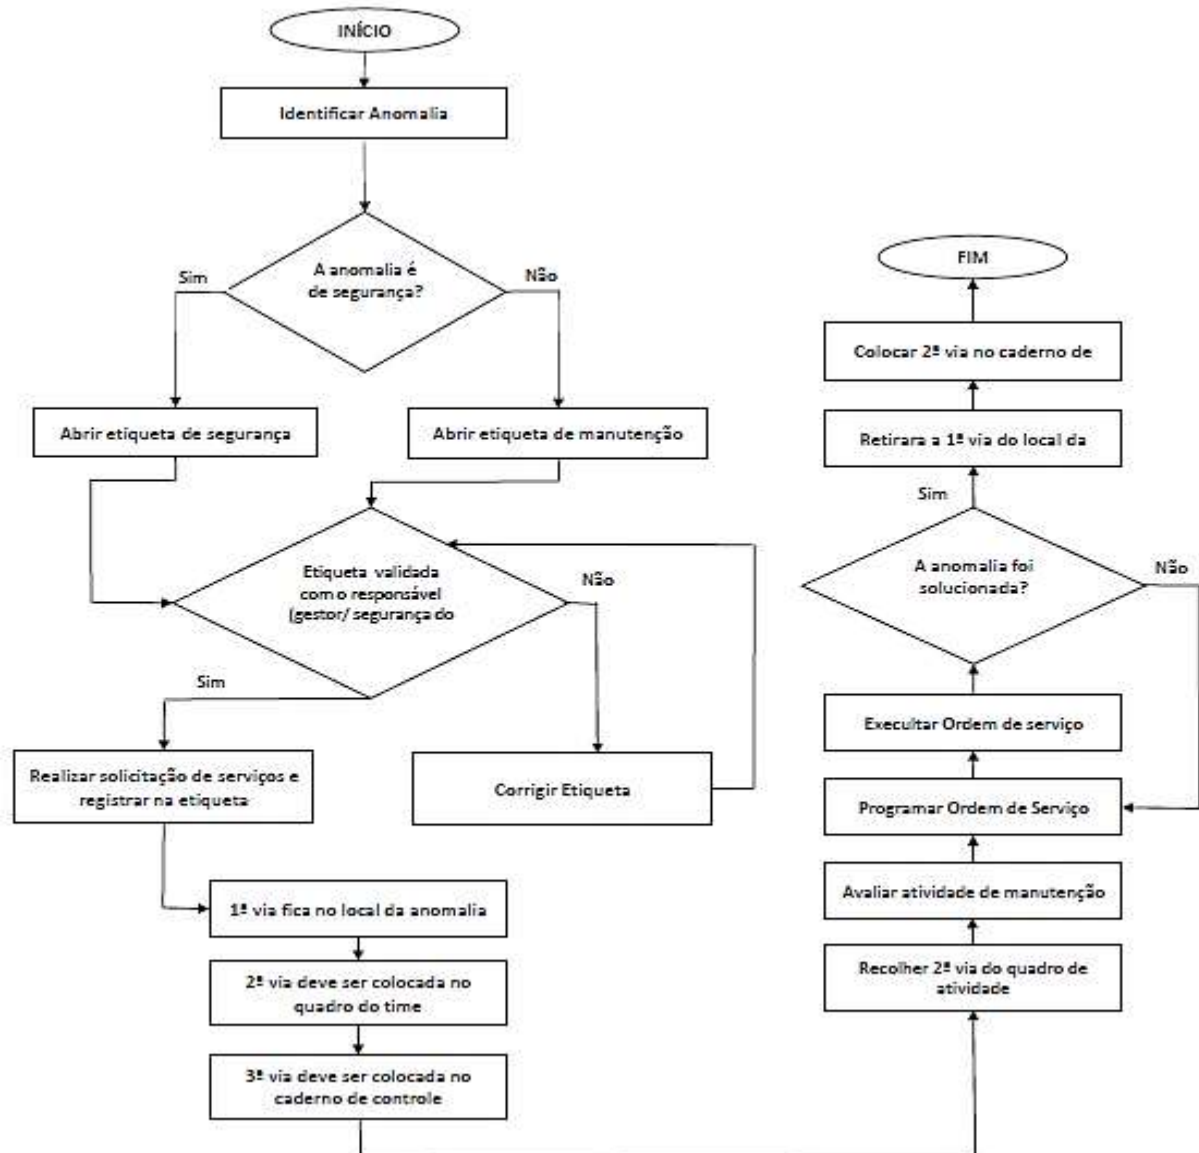 INÍCIO
Identificar Anomalia
A anomalia é
de segurança?
Sim
Não
Abrir etiqueta de segurança
Abrir etiqueta de manutenção
Etiqueta validada
com o responsável
(gestor/ segurança do
Não
Sim
Realizar solicitação de serviços e
registrar na etiqueta
Corrigir Etiqueta
1ª via fica no local da anomalia
2ª via deve ser colocada no
quadro do time
3ª via deve ser colocada no
caderno de controle
FIM
Colocar 2ª via no caderno de
Retirara a 1ª via do local da
Sim
A anomalia foi
solucionada?
Não
Execultar Ordem de serviço
Programar Ordem de Serviço
Avaliar atividade de manutenção
Recolher 2ª via do quadro de
atividade